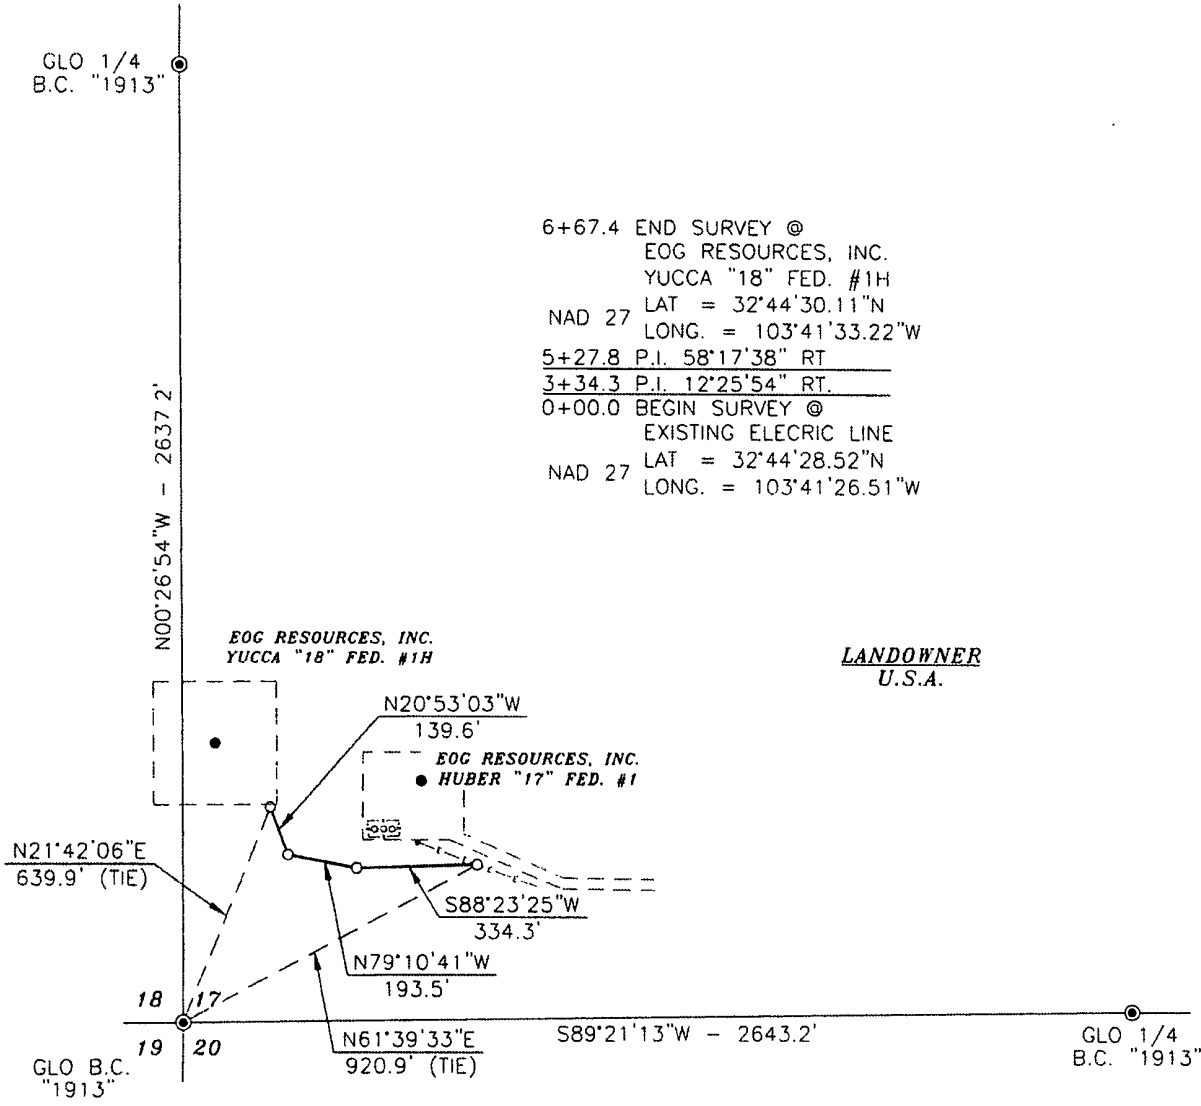 GLO 1/4
B.C. "1913"
6+67.4 END SURVEY @
EOG RESOURCES, INC.
YUCCA "18" FED. #1H
LAT = 32°44'30.11"N
NAD 27
LONG. = 103°41'33.22"W
5+27.8 P.I. 58°17'38" RT
3+34.3 P.I. 12°25'54" RT.
0+00.0 BEGIN SURVEY @
EXISTING ELECRIC LINE
LAT = 32°44'28.52"N
NAD 27
LONG. = 103°41'26.51"W
N00°26'54"W - 2637.2'
EOG RESOURCES, INC.
YUCCA "18" FED. #1H
LANDOWNER
U.S.A.
N20°53'03"W
139.6'
EOG RESOURCES, INC.
HUBER "17" FED. #1
N21°42'06"E
639.9' (TIE)
S88°23'25"W
334.3'
N79°10'41"W
193.5'
18 17
19 20
N61°39'33"E
920.9' (TIE)
S89°21'13"W - 2643.2'
GLO 1/4
B.C. "1913"
GLO B.C.
"1913"